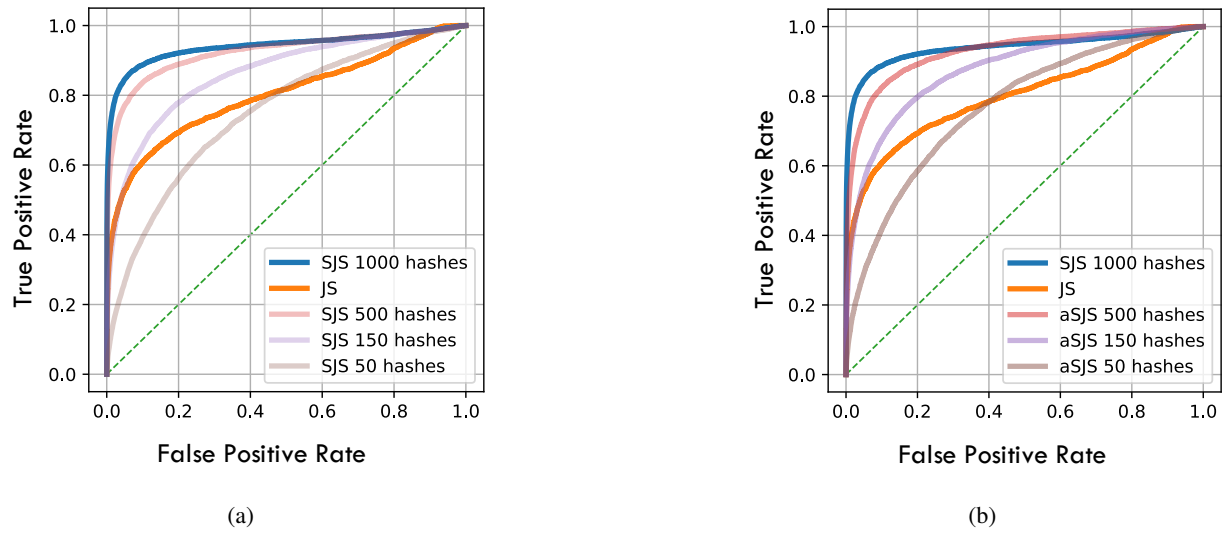 1.0
0.8
0.6
0.4
0.2
0.0
True Positive Rate
SJS 1000 hashes
JS
SJS 500 hashes
SJS 150 hashes
SJS 50 hashes
0.0 0.2 0.4 0.6 0.8 1.0
False Positive Rate
(a)
1.0
0.8
0.6
0.4
0.2
0.0
True Positive Rate
SJS 1000 hashes
JS
aSJS 500 hashes
aSJS 150 hashes
aSJS 50 hashes
0.0 0.2 0.4 0.6 0.8 1.0
False Positive Rate
(b)